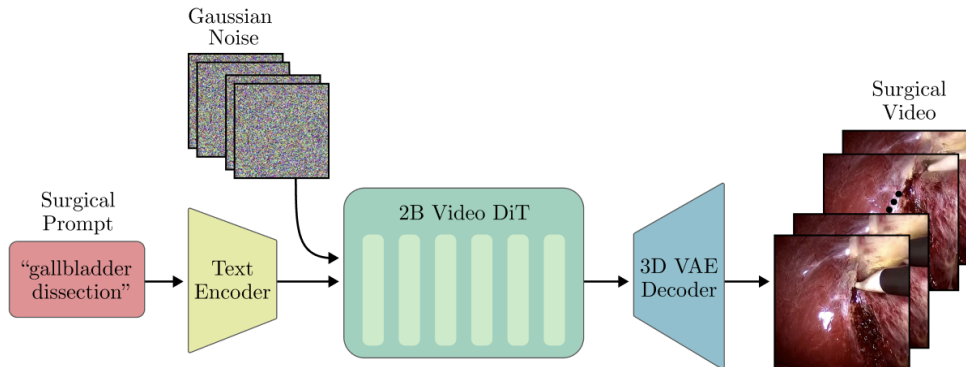 Gaussian
Noise
Surgical
Video
Surgical
Prompt
2B Video DiT
“gallbladder
dissection”
Text
Encoder
3D VAE
Decoder